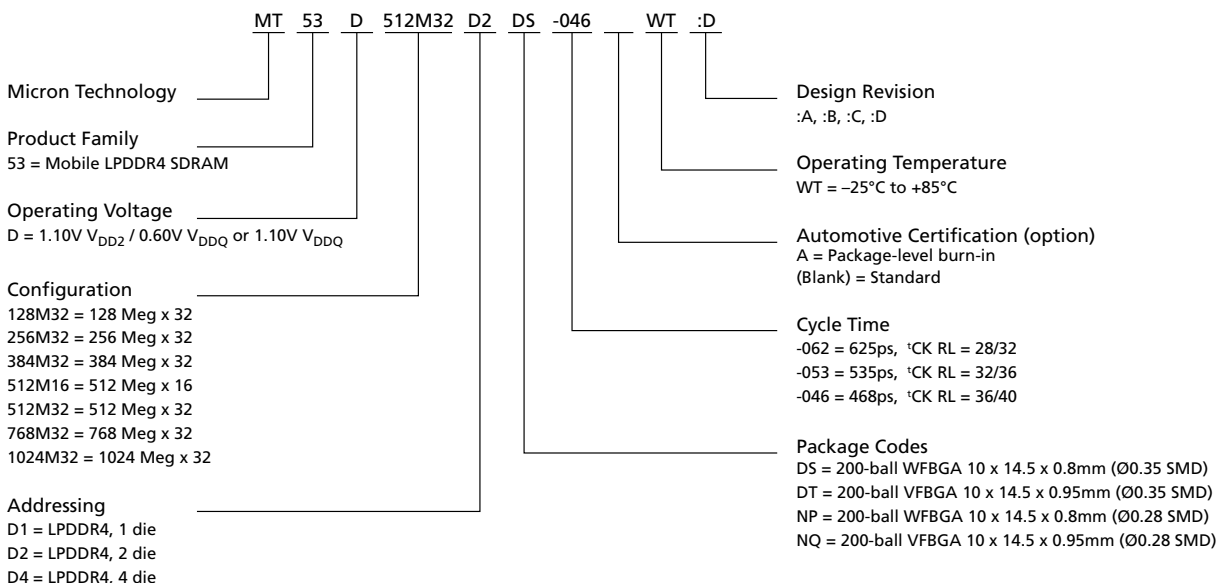 MT 53 D 512M32 D2 DS -046 WT :D
Micron Technology
Product Family
53 = Mobile LPDDR4 SDRAM
Operating Voltage
D = 1.10V VDD2 / 0.60V VDDQ or 1.10V VDDQ
Configuration
128M32 = 128 Meg x 32
256M32 = 256 Meg x 32
384M32 = 384 Meg x 32
512M16 = 512 Meg x 16
512M32 = 512 Meg x 32
768M32 = 768 Meg x 32
1024M32 = 1024 Meg x 32
Addressing
D1 = LPDDR4, 1 die
D2 = LPDDR4, 2 die
D4 = LPDDR4, 4 die
Design Revision
:A, :B, :C, :D
Operating Temperature
WT = –25°C to +85°C
Automotive Certification (option)
A = Package-level burn-in
(Blank) = Standard
Cycle Time
-062 = 625ps, tCK RL = 28/32
-053 = 535ps, tCK RL = 32/36
-046 = 468ps, tCK RL = 36/40
Package Codes
DS = 200-ball WFBGA 10 x 14.5 x 0.8mm (Ø0.35 SMD)
DT = 200-ball VFBGA 10 x 14.5 x 0.95mm (Ø0.35 SMD)
NP = 200-ball WFBGA 10 x 14.5 x 0.8mm (Ø0.28 SMD)
NQ = 200-ball VFBGA 10 x 14.5 x 0.95mm (Ø0.28 SMD)